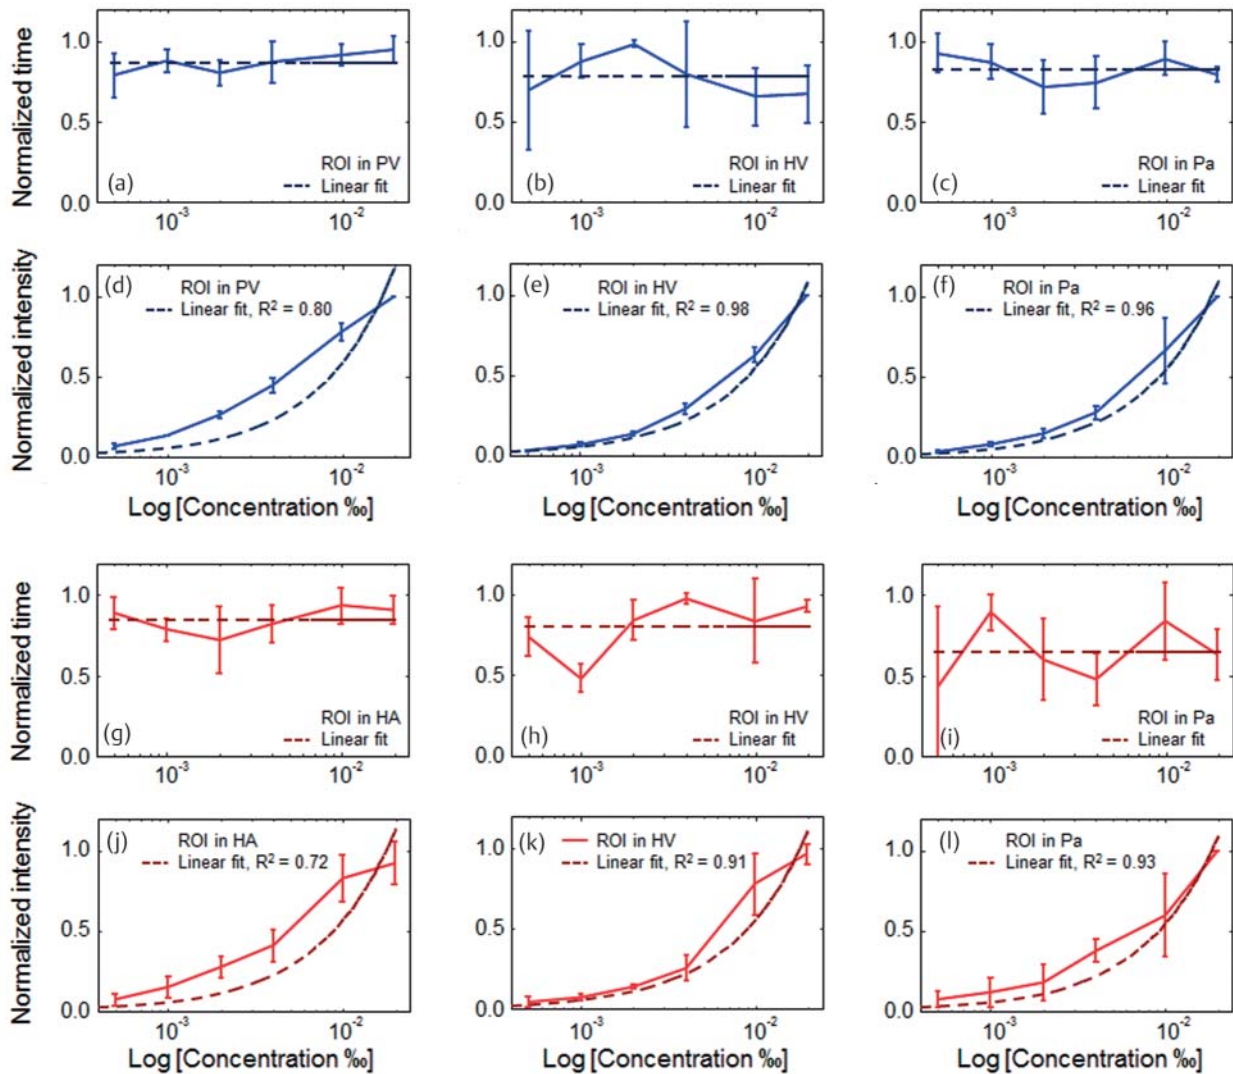 Normalized time
1.0
0.5
0.0
(a)
ROI in PV
Linear fit
10⁻³
10⁻²
1.0
0.5
0.0
(b)
ROI in HV
Linear fit
10⁻³
10⁻²
1.0
0.5
0.0
(c)
ROI in Pa
Linear fit
10⁻³
10⁻²
Normalized intensity
1.0
0.5
0.0
(d)
ROI in PV
Linear fit, R² = 0.80
10⁻³
10⁻²
Log [Concentration ‰]
1.0
0.5
0.0
(e)
ROI in HV
Linear fit, R² = 0.98
10⁻³
10⁻²
Log [Concentration ‰]
1.0
0.5
0.0
(f)
ROI in Pa
Linear fit, R² = 0.96
10⁻³
10⁻²
Log [Concentration ‰]
Normalized time
1.0
0.5
0.0
(g)
ROI in HA
Linear fit
10⁻³
10⁻²
1.0
0.5
0.0
(h)
ROI in HV
Linear fit
10⁻³
10⁻²
1.0
0.5
0.0
(i)
ROI in Pa
Linear fit
10⁻³
10⁻²
Normalized intensity
1.0
0.5
0.0
(j)
ROI in HA
Linear fit, R² = 0.72
10⁻³
10⁻²
Log [Concentration ‰]
1.0
0.5
0.0
(k)
ROI in HV
Linear fit, R² = 0.91
10⁻³
10⁻²
Log [Concentration ‰]
1.0
0.5
0.0
(l)
ROI in Pa
Linear fit, R² = 0.93
10⁻³
10⁻²
Log [Concentration ‰]